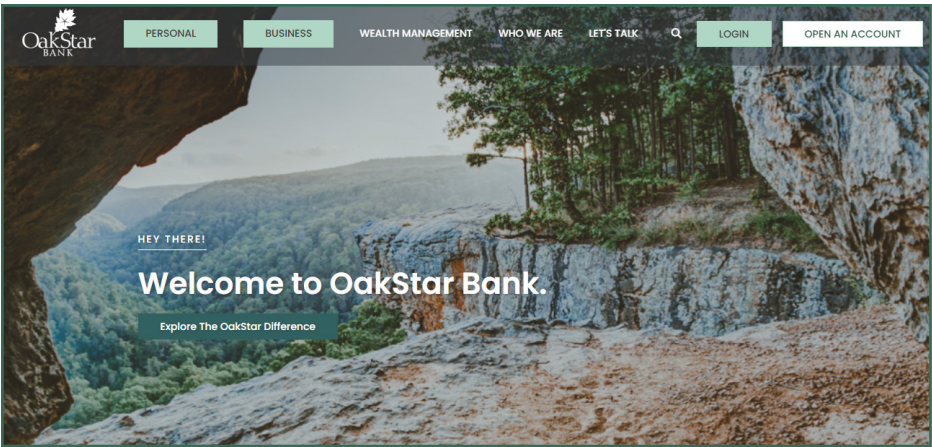 OakStar
BANK
PERSONAL
BUSINESS
WEALTH MANAGEMENT
WHO WE ARE
LET'S TALK
LOGIN
OPEN AN ACCOUNT
HEY THERE!
Welcome to OakStar Bank.
Explore The OakStar Difference